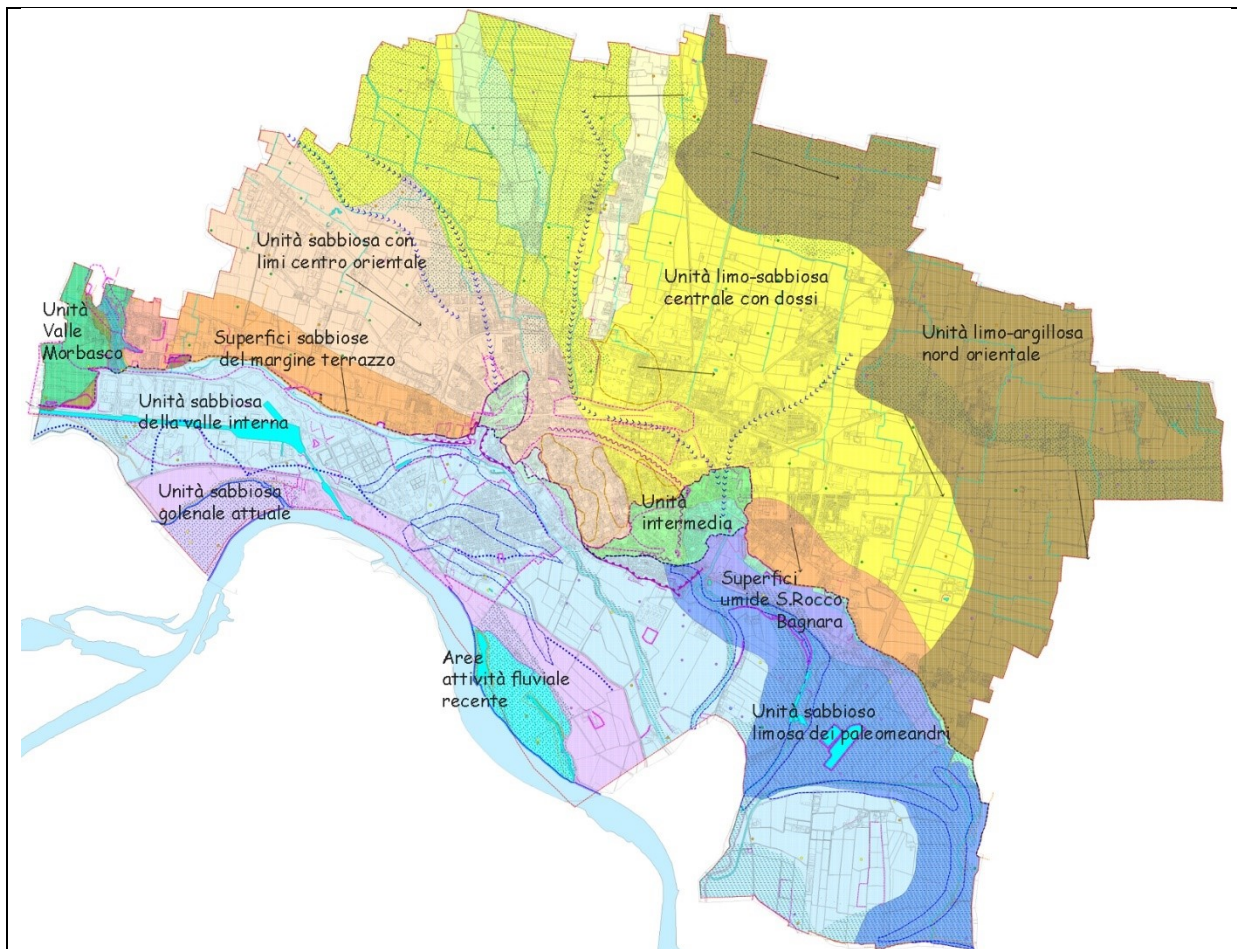 Unità sabbiosa con
limi centro orientale
Unità limo-sabbiosa
centrale con dossi
Unità
Valle
Morbasco
Superfici sabbiose
del margine terrazzo
Unità limo-argillosa
nord orientale
Unità sabbiosa
della valle interna
Unità sabbiosa
golenale attuale
Unità
intermedia
Superfici
umide S.Rocco
Bagnara
Aree
attività fluviale
recente
Unità sabbioso
limosa dei paleomeandri